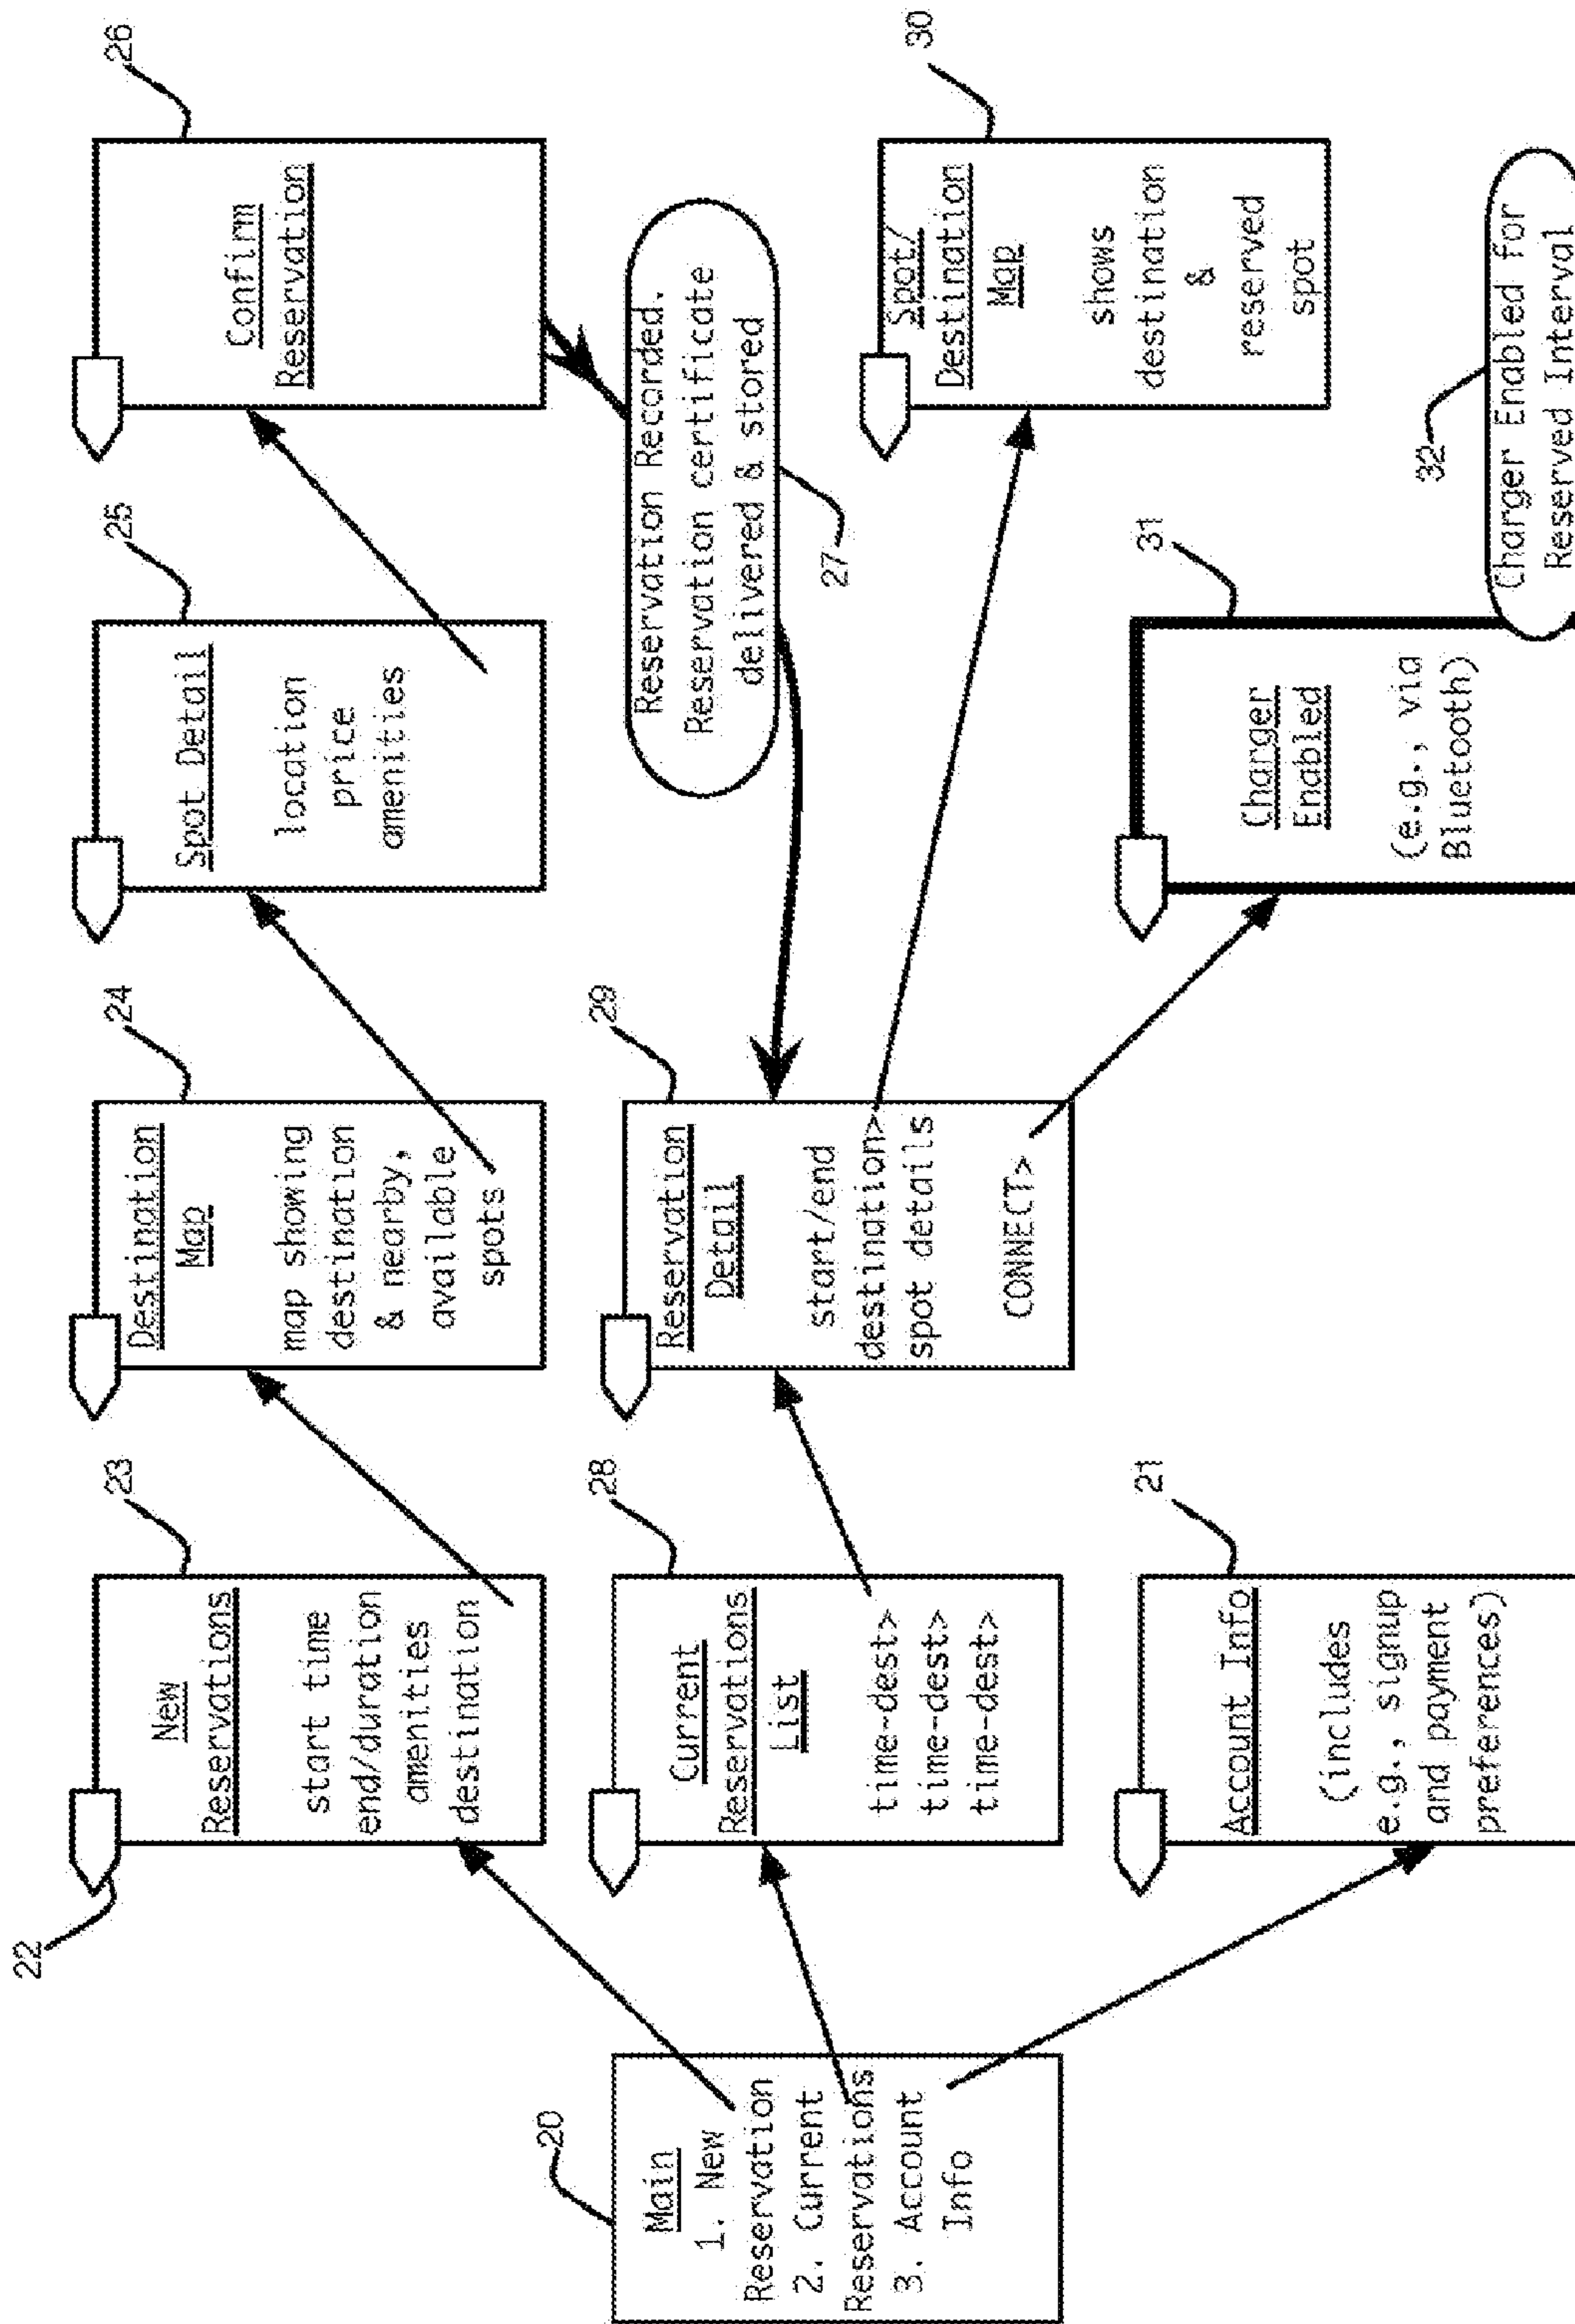 20
Main
1. New
Reservation
2. Current
Reservations
3. Account
Info
22
23
New
Reservations
start time
end/duration
amenities
destination
24
Destination
Map
map showing
destination
& nearby,
available
spots
25
Spot Detail
location
price
amenities
26
Confirm
Reservation
Reservation Recorded.
Reservation certificate
delivered & stored
27
28
Current
Reservations
List
time-dest>
time-dest>
time-dest>
29
Reservation
Detail
start/end
destination>
spot details
CONNECT>
30
Spot/
Destination
Map
shows
destination
&
reserved
spot
21
Account Info
(includes
e.g., signup
and payment
preferences)
31
Charger
Enabled
(e.g., via
Bluetooth)
32
Charger Enabled for
Reserved Interval